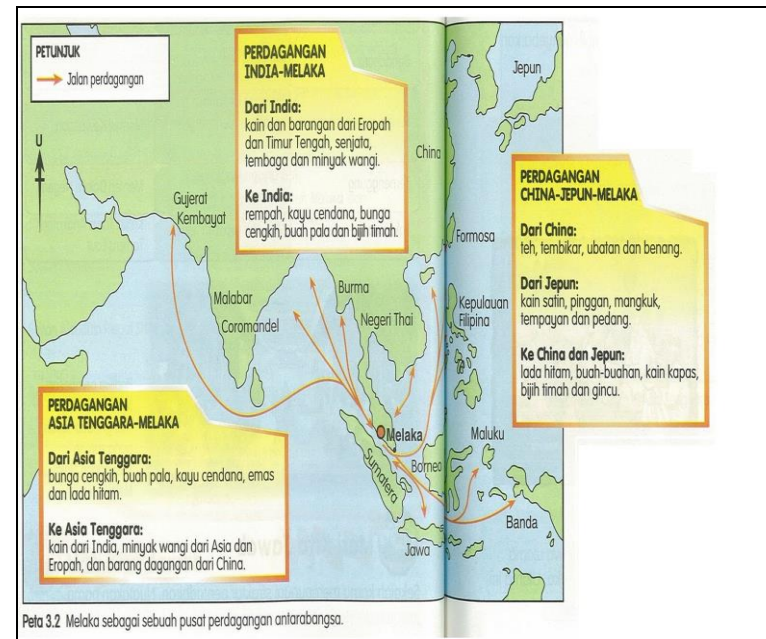 PETUNJUK
Jalan perdagangan
U
PERDAGANGAN
INDIA-MELAKA
Dari India:
kain dan barangan dari Eropah
dan Timur Tengah, senjata,
tembaga dan minyak wangi.
Ke India:
rempah, kayu cendana, bunga
cengkih, buah pala dan bijih timah.
Jepun
China
PERDAGANGAN
CHINA-JEPUN-MELAKA
Dari China:
teh, tembikar, ubatan dan benang.
Dari Jepun:
kain satin, pinggan, mangkuk,
tempayan dan pedang.
Ke China dan Jepun:
lada hitam, buah-buahan, kain kapas,
bijih timah dan gincu.
Gujerat
Kembayat
Formosa
Malabar
Coromandel
Burma
Negeri Thai
Kepulauan
Filipina
PERDAGANGAN
ASIA TENGGARA-MELAKA
Dari Asia Tenggara:
bunga cengkih, buah pala, kayu cendana, emas
dan lada hitam.
Ke Asia Tenggara:
kain dari India, minyak wangi dari Asia dan
Eropah, dan barang dagangan dari China.
Melaka
Sumatera
Borneo
Maluku
Banda
Jawa
Peta 3.2 Melaka sebagai sebuah pusat perdagangan antarabangsa.